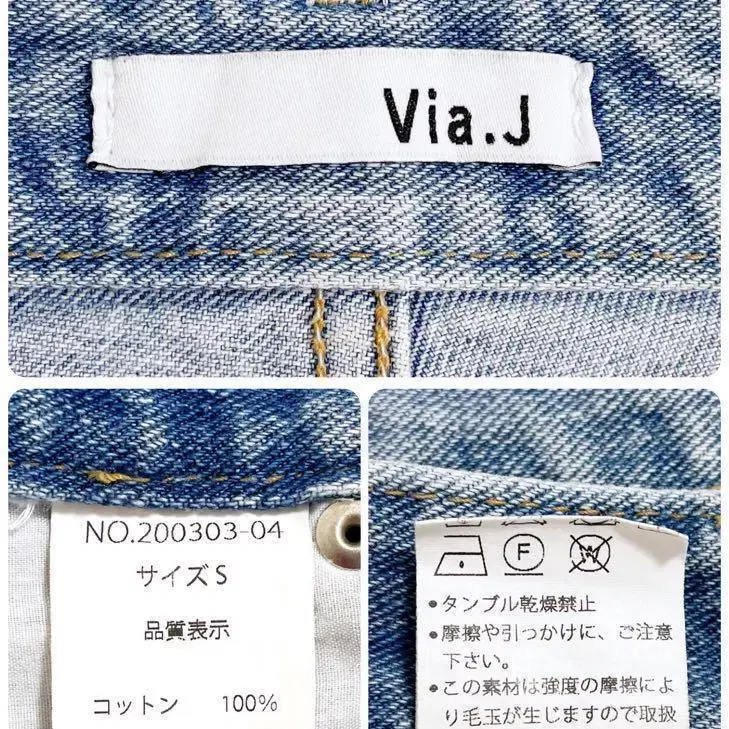 Via.J
NO.200303-04
サイズ S
品質表示
コットン 100%
F
W
●タンブル乾燥禁止
●摩擦や引っかけに、ご注意
下さい。
●この素材は強度の摩擦によ
り毛玉が生じますので取扱